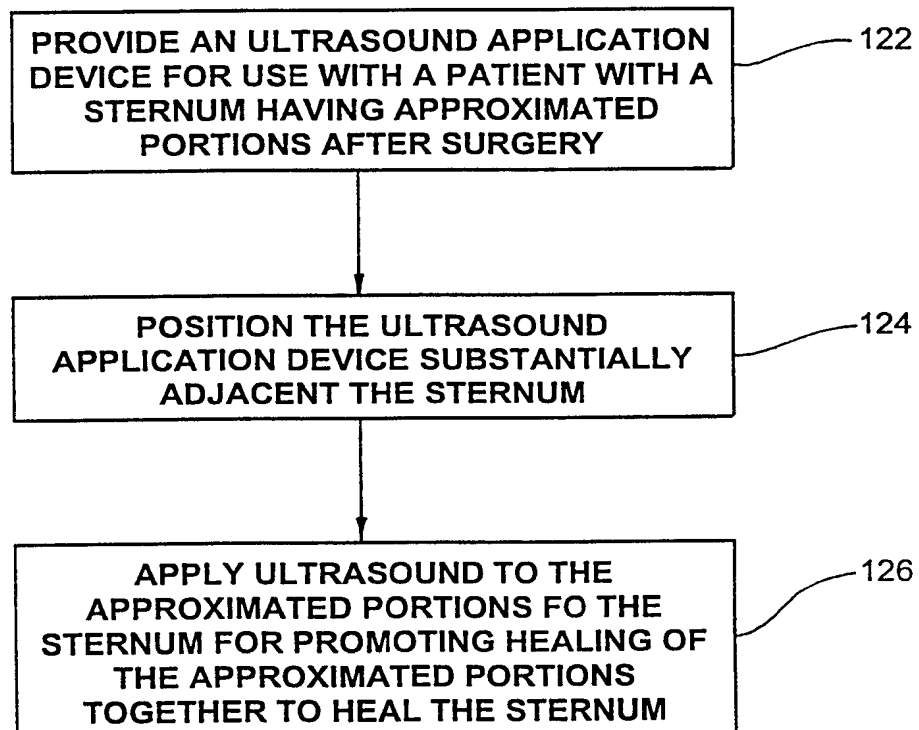 PROVIDE AN ULTRASOUND APPLICATION
DEVICE FOR USE WITH A PATIENT WITH A
STERNUM HAVING APPROXIMATED
PORTIONS AFTER SURGERY
122
POSITION THE ULTRASOUND
APPLICATION DEVICE SUBSTANTIALLY
ADJACENT THE STERNUM
124
APPLY ULTRASOUND TO THE
APPROXIMATED PORTIONS FO THE
STERNUM FOR PROMOTING HEALING OF
THE APPROXIMATED PORTIONS
TOGETHER TO HEAL THE STERNUM
126